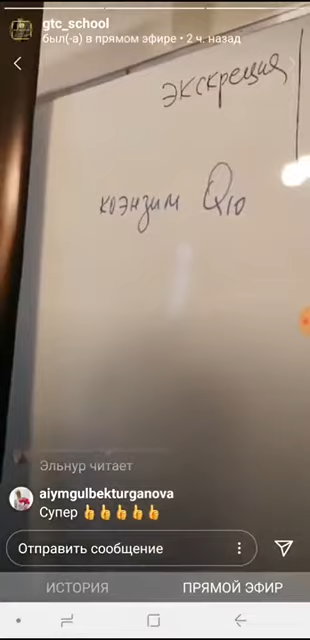 gtc_school
был(-а) в прямом эфире • 2 ч. назад
экскреция
коэнзим Q10
Эльнур читает
aiymgulbekturganova
Супер 👍👍👍👍👍
Отправить сообщение
ИСТОРИЯ
ПРЯМОЙ ЭФИР